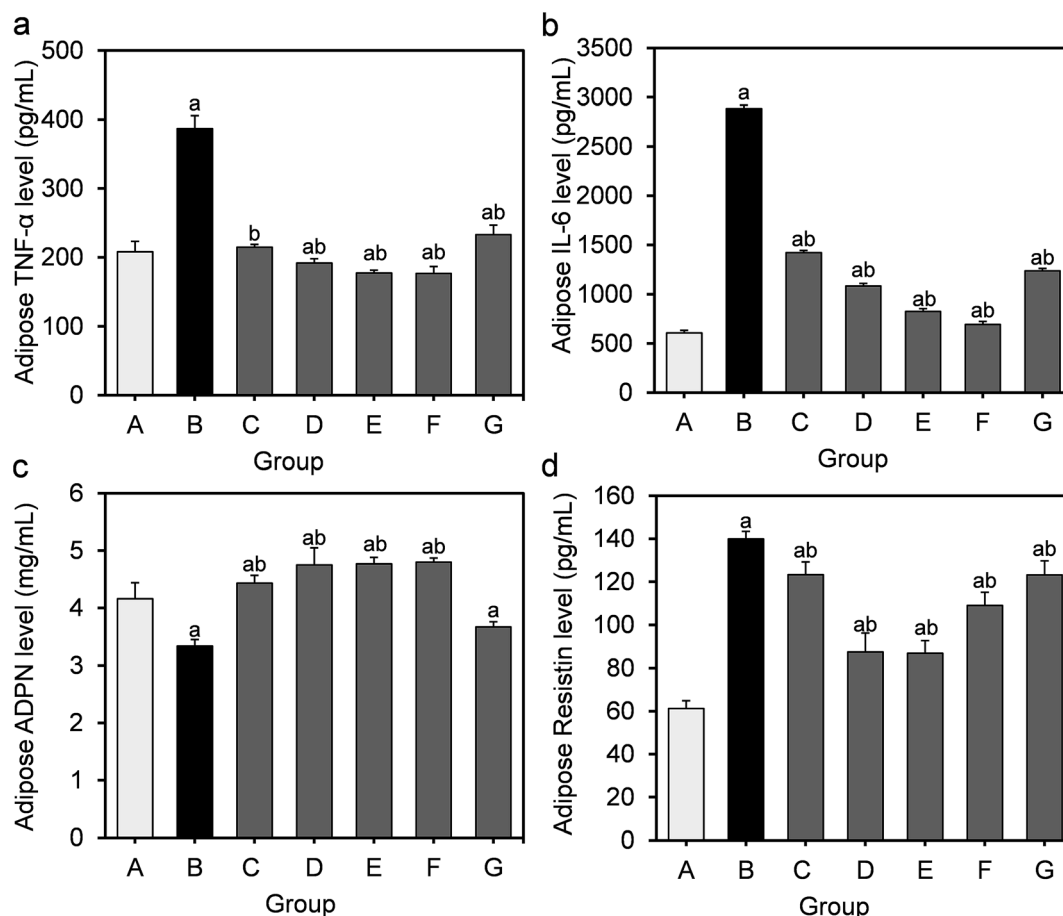 a
Adipose TNF-α level (pg/mL)
500
400
300
200
100
0
a
b
ab
ab
ab
ab
A B C D E F G
Group
b
Adipose IL-6 level (pg/mL)
3500
3000
2500
2000
1500
1000
500
0
a
ab
ab
ab
ab
ab
A B C D E F G
Group
c
Adipose ADPN level (mg/mL)
6
5
4
3
2
1
0
a
ab
ab
ab
ab
a
A B C D E F G
Group
d
Adipose Resistin level (pg/mL)
160
140
120
100
80
60
40
20
0
a
ab
ab
ab
ab
ab
A B C D E F G
Group